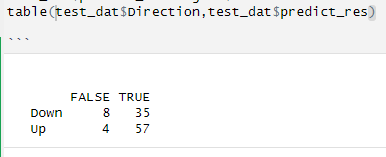 table(test_dat$Direction,test_dat$predict_res)
```
FALSE TRUE
Down 8 35
Up 4 57